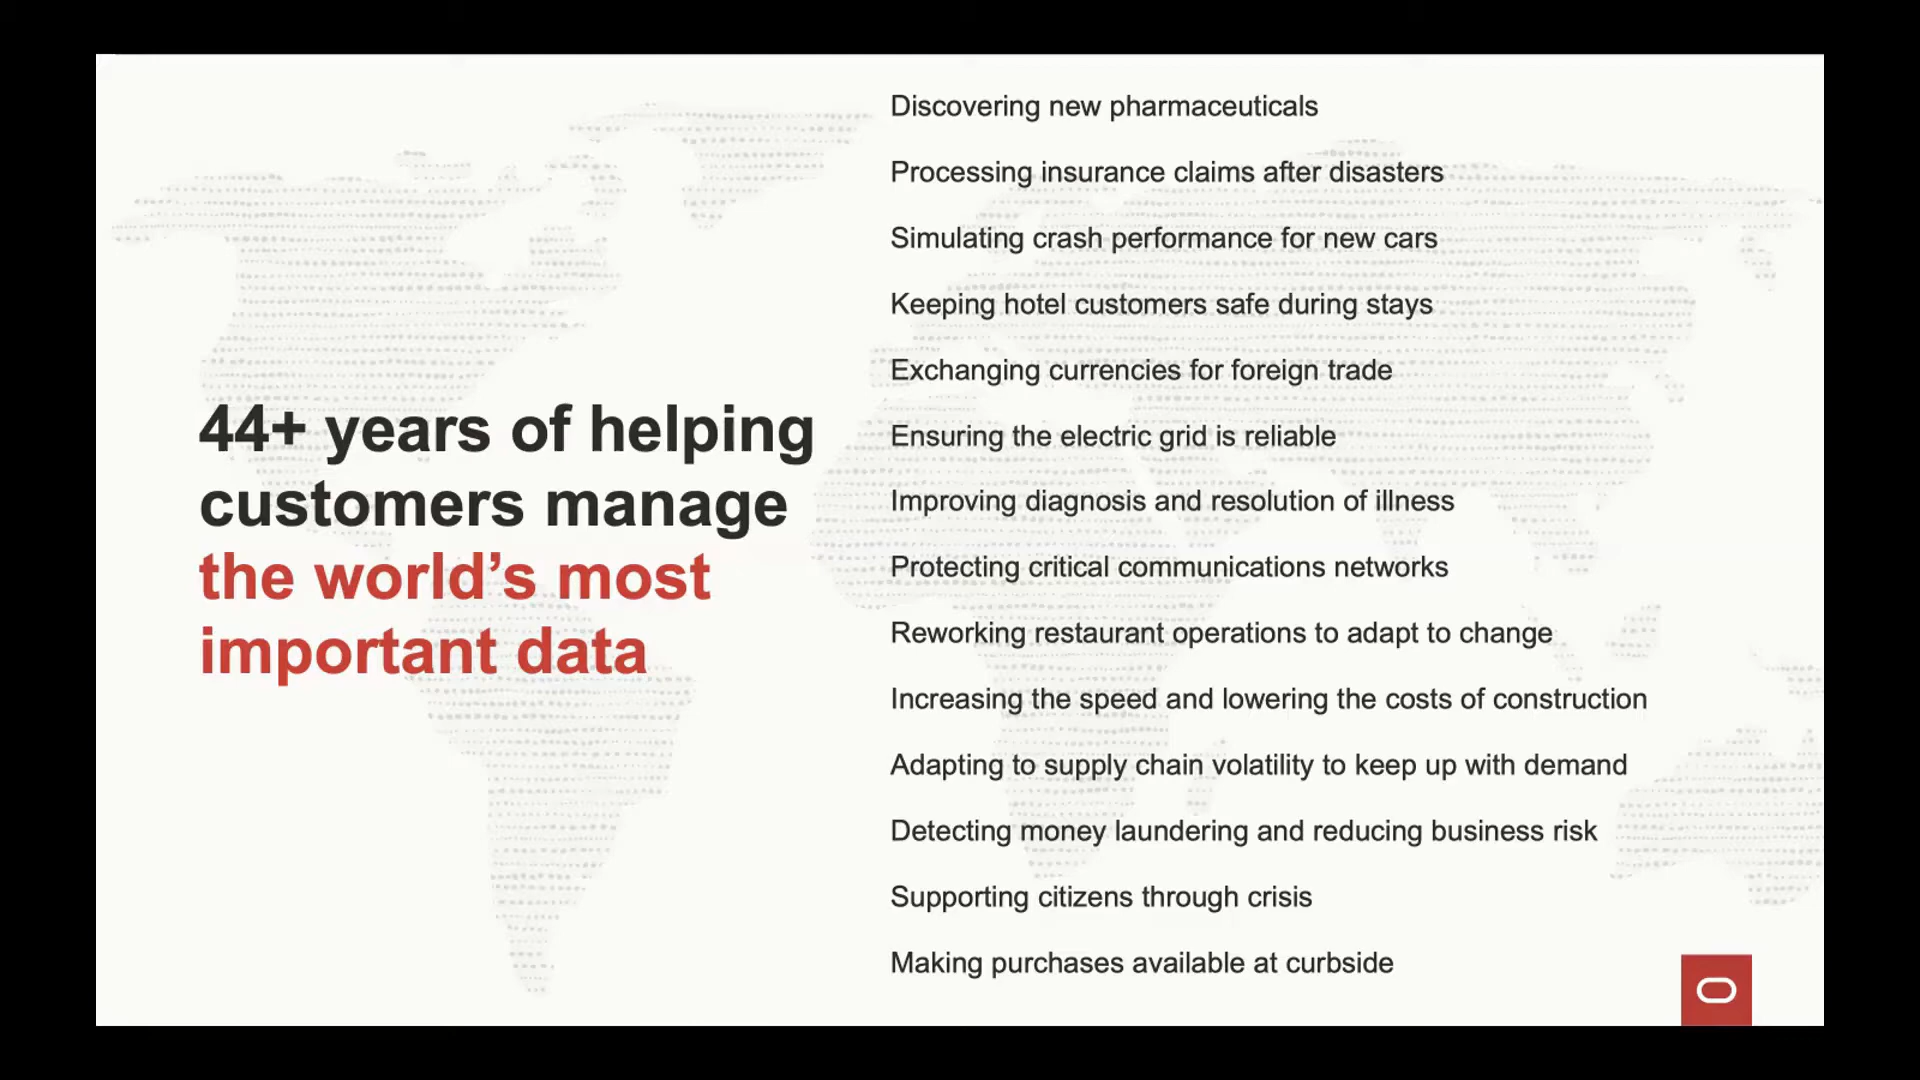 44+ years of helping
customers manage
the world’s most
important data
Discovering new pharmaceuticals
Processing insurance claims after disasters
Simulating crash performance for new cars
Keeping hotel customers safe during stays
Exchanging currencies for foreign trade
Ensuring the electric grid is reliable
Improving diagnosis and resolution of illness
Protecting critical communications networks
Reworking restaurant operations to adapt to change
Increasing the speed and lowering the costs of construction
Adapting to supply chain volatility to keep up with demand
Detecting money laundering and reducing business risk
Supporting citizens through crisis
Making purchases available at curbside